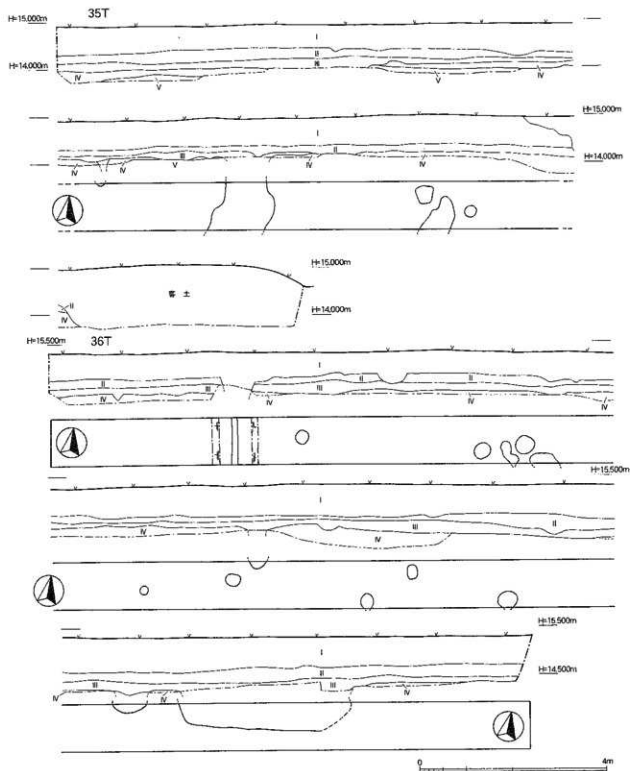 35T
H=15,000m
I
II
III
H=14,000m
IV
V
V
IV
H=15,000m
I
II
III
H=14,000m
IV
IV
V
IV
IV
H=15,000m
客土
II
IV
H=14,000m
36T
H=15,500m
I
II
II
II
III
III
IV
IV
IV
H=15,500m
I
II
III
IV
IV
H=15,500m
I
II
H=14,500m
III
III
IV
IV
IV
0 4m